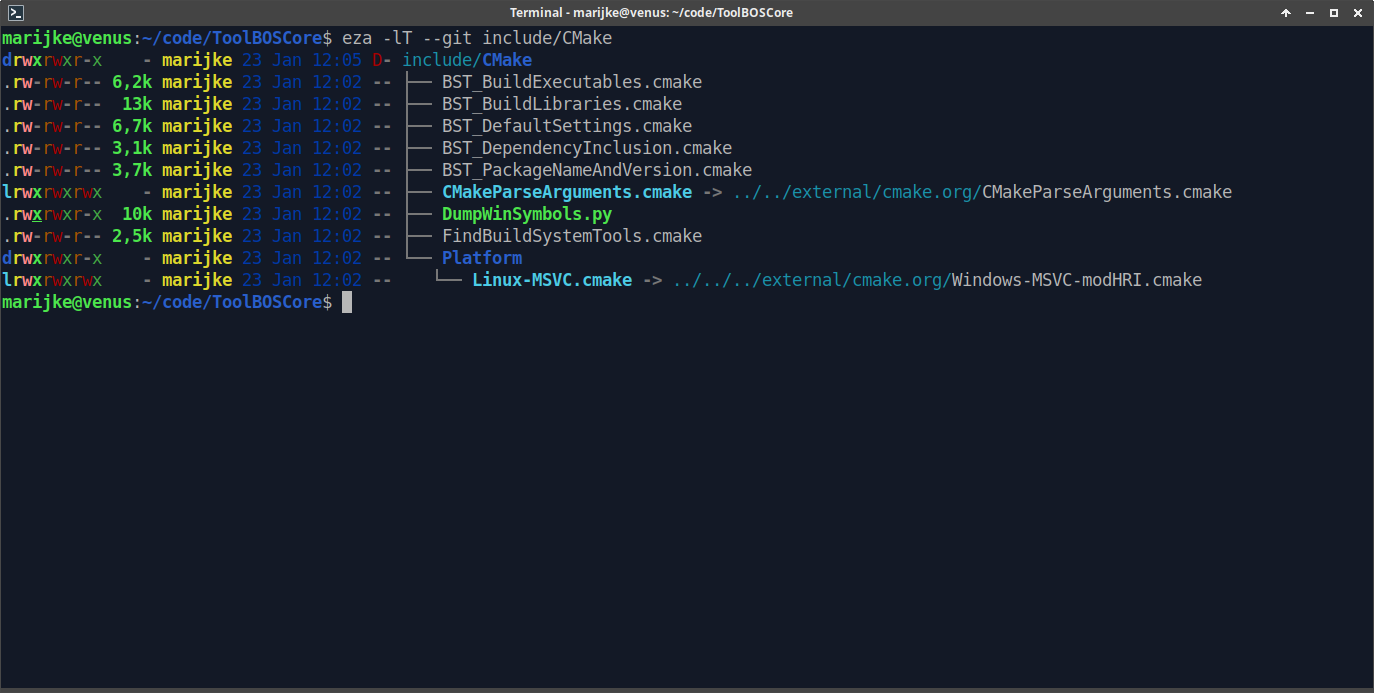 Terminal - marijke@venus: ~/code/ToolBOSCore
marijke@venus:~/code/ToolBOSCore$ eza -lT --git include/CMake
drwxrwxr-x    - marijke 23 Jan 12:05 D- include/CMake
.rw-rw-r-- 6,2k marijke 23 Jan 12:02 -- ├── BST_BuildExecutables.cmake
.rw-rw-r--  13k marijke 23 Jan 12:02 -- ├── BST_BuildLibraries.cmake
.rw-rw-r-- 6,7k marijke 23 Jan 12:02 -- ├── BST_DefaultSettings.cmake
.rw-rw-r-- 3,1k marijke 23 Jan 12:02 -- ├── BST_DependencyInclusion.cmake
.rw-rw-r-- 3,7k marijke 23 Jan 12:02 -- ├── BST_PackageNameAndVersion.cmake
lrwxrwxrwx    - marijke 23 Jan 12:02 -- ├── CMakeParseArguments.cmake -> ../../external/cmake.org/CMakeParseArguments.cmake
.rwxrwxr-x  10k marijke 23 Jan 12:02 -- ├── DumpWinSymbols.py
.rw-rw-r-- 2,5k marijke 23 Jan 12:02 -- ├── FindBuildSystemTools.cmake
drwxrwxr-x    - marijke 23 Jan 12:02 -- └── Platform
lrwxrwxrwx    - marijke 23 Jan 12:02 --    └── Linux-MSVC.cmake -> ../../../external/cmake.org/Windows-MSVC-modHRI.cmake
marijke@venus:~/code/ToolBOSCore$